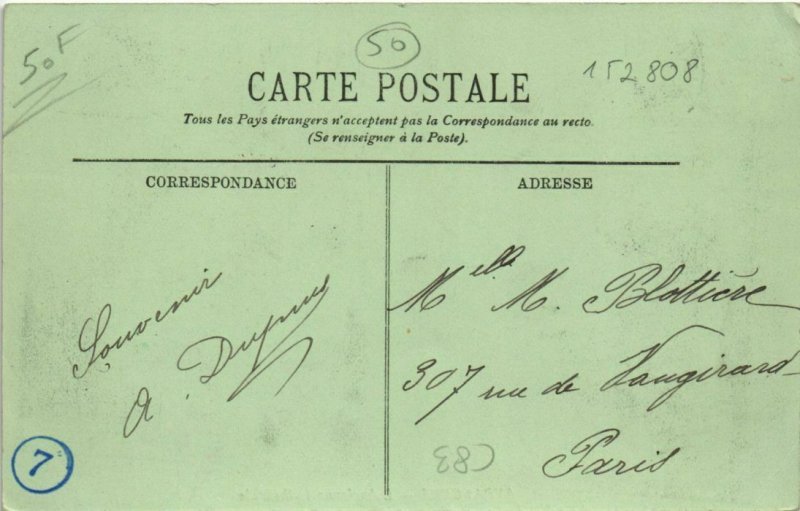 50F
50
152808
CARTE POSTALE
Tous les Pays étrangers n'acceptent pas la Correspondance au recto.
(Se renseigner à la Poste).
CORRESPONDANCE
ADRESSE
Souvenir
A. Dupuy
Melle M. Blottière
307 rue de Vaugirard
Paris
C83
7